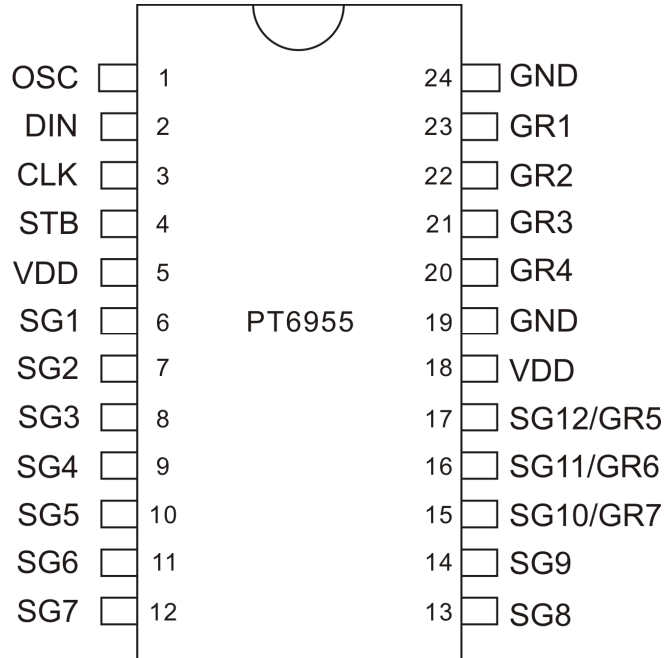 OSC 1 24 GND
DIN 2 23 GR1
CLK 3 22 GR2
STB 4 21 GR3
VDD 5 20 GR4
SG1 6 PT6955 19 GND
SG2 7 18 VDD
SG3 8 17 SG12/GR5
SG4 9 16 SG11/GR6
SG5 10 15 SG10/GR7
SG6 11 14 SG9
SG7 12 13 SG8